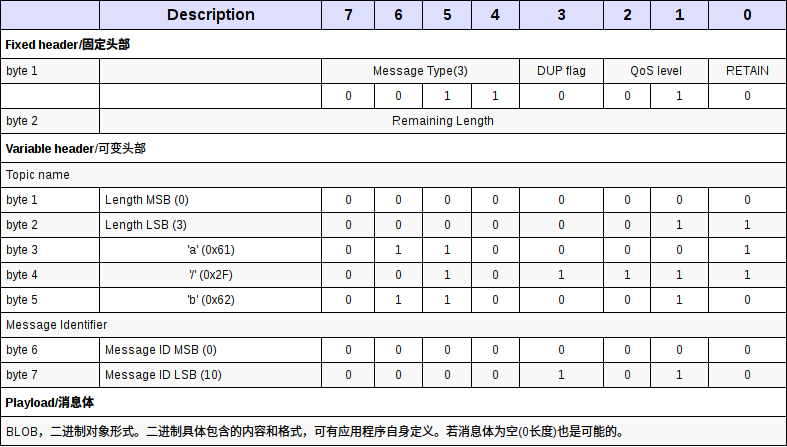 Description 7 6 5 4 3 2 1 0
Fixed header/固定头部
byte 1 Message Type(3) DUP flag QoS level RETAIN
0 0 1 1 0 0 1 0
byte 2 Remaining Length
Variable header/可变头部
Topic name
byte 1 Length MSB (0) 0 0 0 0 0 0 0 0
byte 2 Length LSB (3) 0 0 0 0 0 0 1 1
byte 3 'a' (0x61) 0 1 1 0 0 0 0 1
byte 4 '/' (0x2F) 0 0 1 0 1 1 1 1
byte 5 'b' (0x62) 0 1 1 0 0 0 1 0
Message Identifier
byte 6 Message ID MSB (0) 0 0 0 0 0 0 0 0
byte 7 Message ID LSB (10) 0 0 0 0 1 0 1 0
Playload/消息体
BLOB，二进制对象形式。二进制具体包含的内容和格式，可有应用程序自身定义。若消息体为空(0长度)也是可能的。